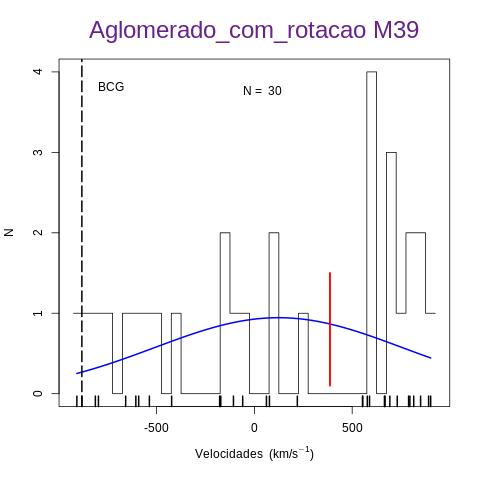 Aglomerado_com_rotacao M39
BCG
N = 30
4
3
2
1
0
N
-500 0 500
Velocidades (km/s⁻¹)